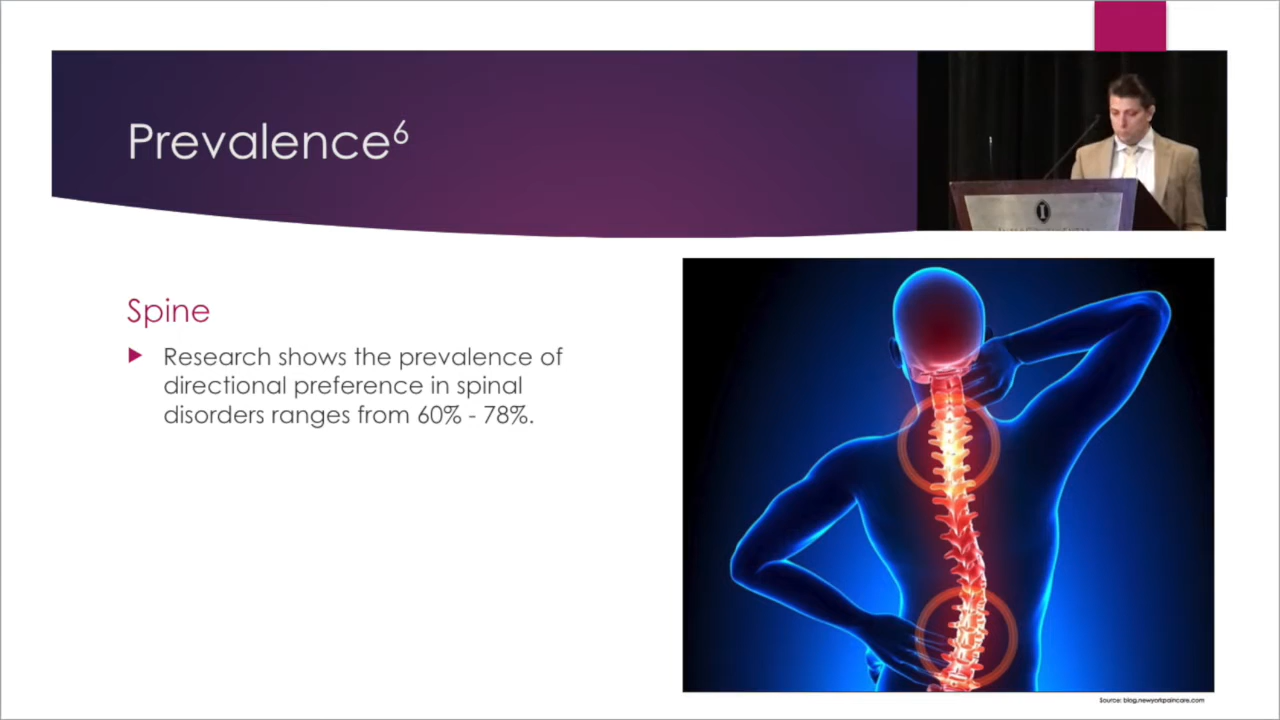 Prevalence⁶
Spine
Research shows the prevalence of
directional preference in spinal
disorders ranges from 60% - 78%.
Source: blog.newyorkpaincare.com